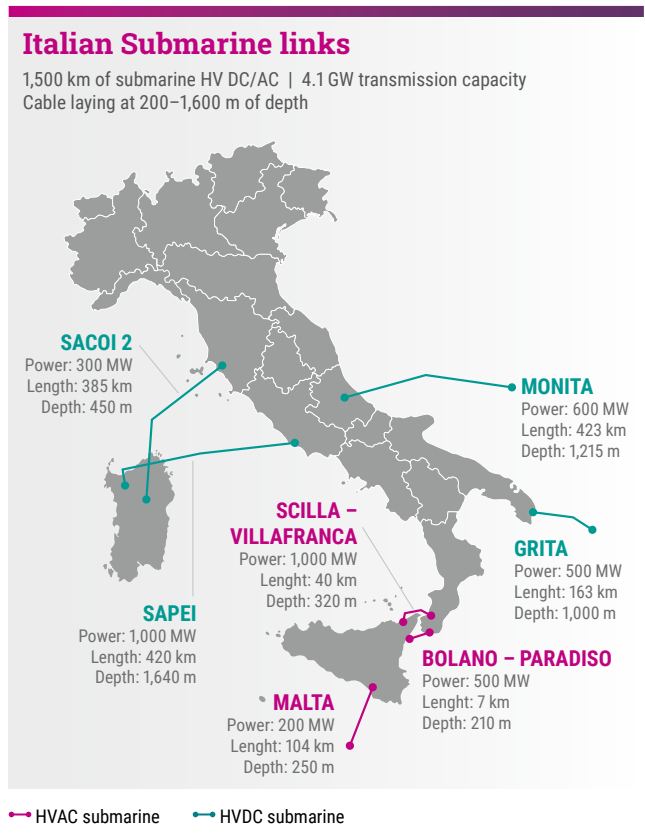 Italian Submarine links
1,500 km of submarine HV DC/AC | 4.1 GW transmission capacity
Cable laying at 200–1,600 m of depth
SACOI 2
Power: 300 MW
Length: 385 km
Depth: 450 m
MONITA
Power: 600 MW
Length: 423 km
Depth: 1,215 m
SCILLA –
VILLAFRANCA
Power: 1,000 MW
Lenght: 40 km
Depth: 320 m
GRITA
Power: 500 MW
Lenght: 163 km
Depth: 1,000 m
SAPEI
Power: 1,000 MW
Length: 420 km
Depth: 1,640 m
BOLANO – PARADISO
Power: 500 MW
Lenght: 7 km
Depth: 210 m
MALTA
Power: 200 MW
Lenght: 104 km
Depth: 250 m
HVAC submarine
HVDC submarine